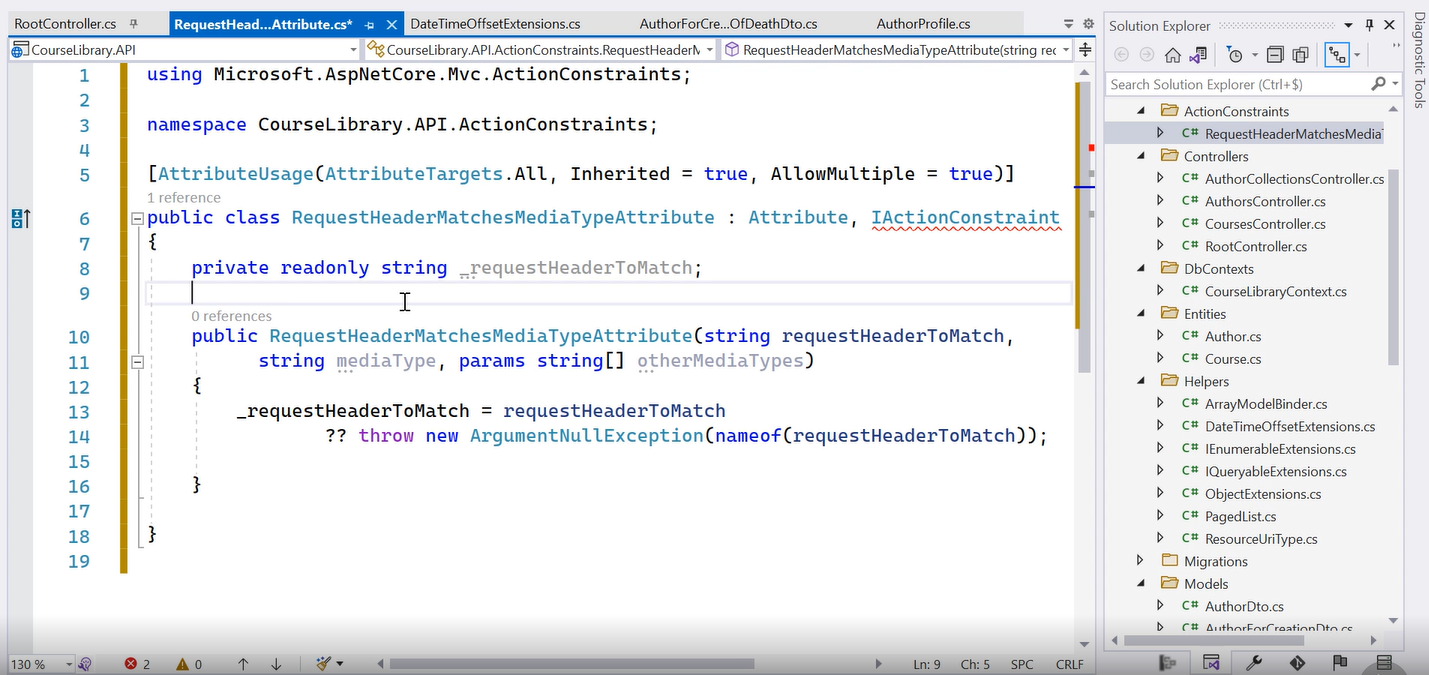 RootController.cs
RequestHead...Attribute.cs*
DateTimeOffsetExtensions.cs
AuthorForCre...OfDeathDto.cs
AuthorProfile.cs
CourseLibrary.API
CourseLibrary.API.ActionConstraints.RequestHeaderM
RequestHeaderMatchesMediaTypeAttribute(string rec
1 using Microsoft.AspNetCore.Mvc.ActionConstraints;
2
3 namespace CourseLibrary.API.ActionConstraints;
4
5 [AttributeUsage(AttributeTargets.All, Inherited = true, AllowMultiple = true)]
1 reference
6 public class RequestHeaderMatchesMediaTypeAttribute : Attribute, IActionConstraint
7 {
8 private readonly string _requestHeaderToMatch;
9
0 references
10 public RequestHeaderMatchesMediaTypeAttribute(string requestHeaderToMatch,
11 string mediaType, params string[] otherMediaTypes)
12 {
13 _requestHeaderToMatch = requestHeaderToMatch
14 ?? throw new ArgumentNullException(nameof(requestHeaderToMatch));
15
16 }
17
18 }
19
130 %
2
0
Ln: 9
Ch: 5
SPC
CRLF
Solution Explorer
Search Solution Explorer (Ctrl+$)
ActionConstraints
C# RequestHeaderMatchesMediaT
Controllers
C# AuthorCollectionsController.cs
C# AuthorsController.cs
C# CoursesController.cs
C# RootController.cs
DbContexts
C# CourseLibraryContext.cs
Entities
C# Author.cs
C# Course.cs
Helpers
C# ArrayModelBinder.cs
C# DateTimeOffsetExtensions.cs
C# IEnumerableExtensions.cs
C# IQueryableExtensions.cs
C# ObjectExtensions.cs
C# PagedList.cs
C# ResourceUriType.cs
Migrations
Models
C# AuthorDto.cs
C# AuthorForCreationDto.cs
Diagnostic Tools